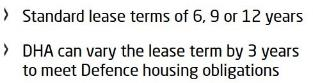 › Standard lease terms of 6, 9 or 12 years
› DHA can vary the lease term by 3 years
to meet Defence housing obligations